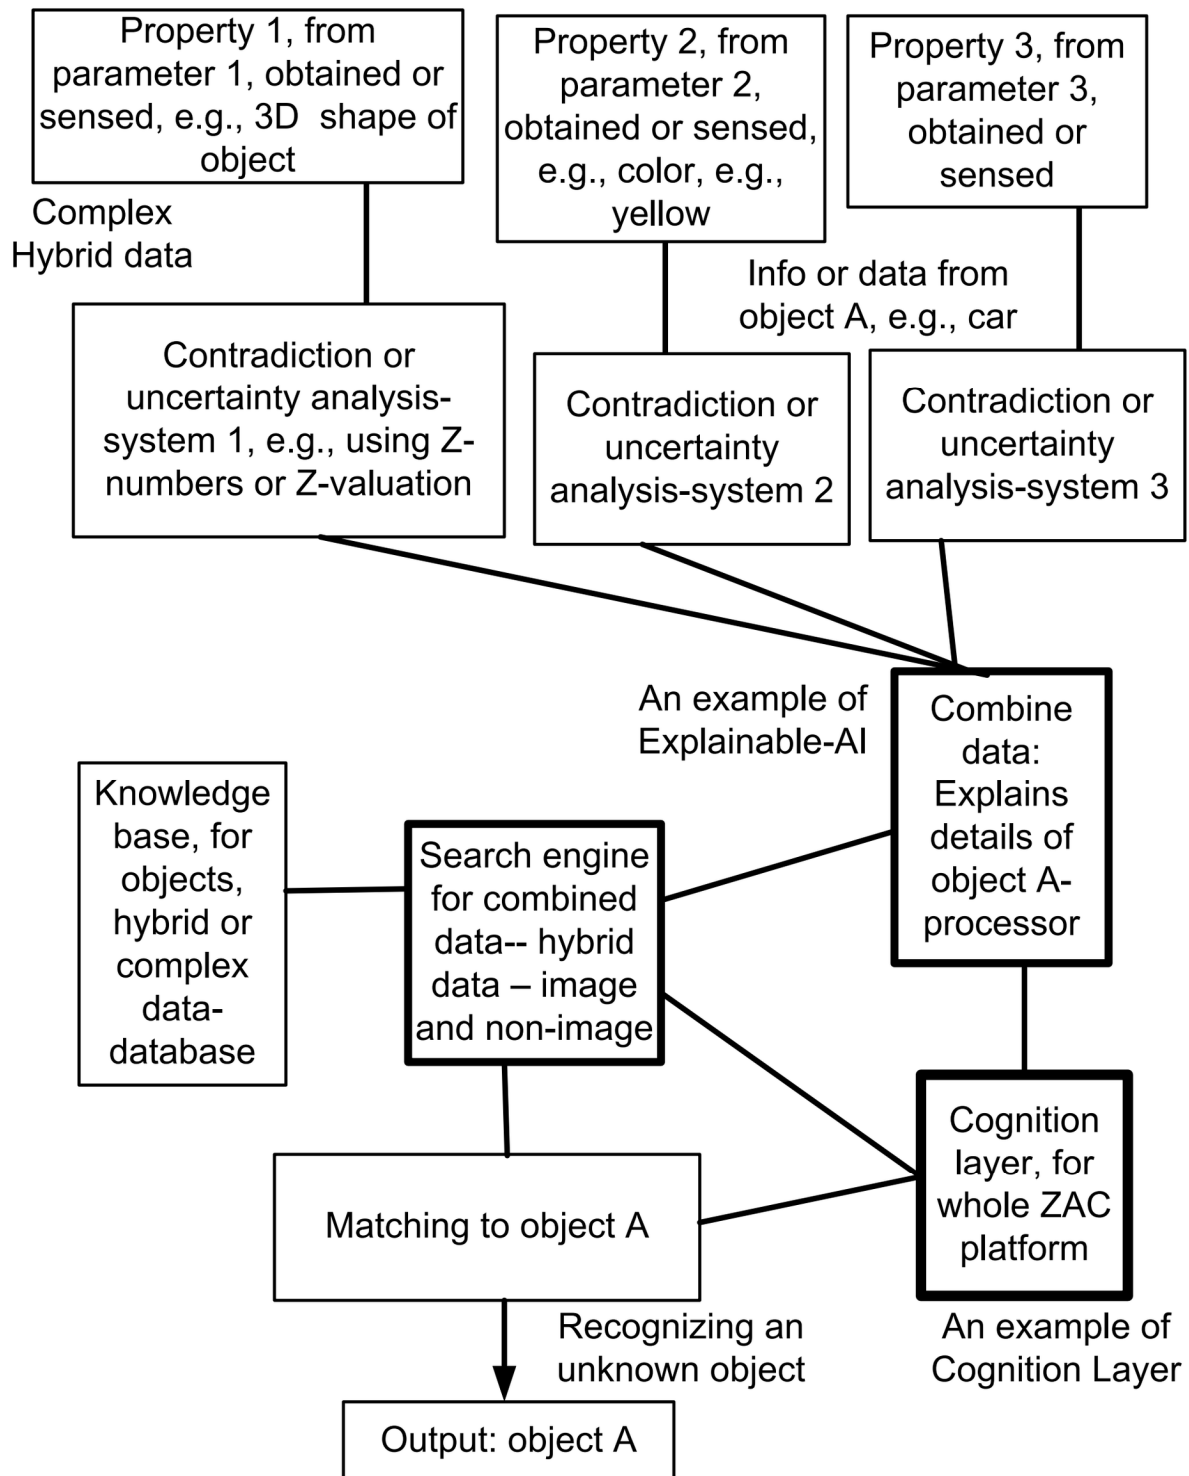 Property 1, from
parameter 1, obtained or
sensed, e.g., 3D shape of
object
Property 2, from
parameter 2,
obtained or sensed,
e.g., color, e.g.,
yellow
Property 3, from
parameter 3,
obtained or
sensed
Complex
Hybrid data
Info or data from
object A, e.g., car
Contradiction or
uncertainty analysis-
system 1, e.g., using Z-
numbers or Z-valuation
Contradiction or
uncertainty
analysis-system 2
Contradiction or
uncertainty
analysis-system 3
An example of
Explainable-AI
Combine
data:
Explains
details of
object A-
processor
Knowledge
base, for
objects,
hybrid or
complex
data-
database
Search engine
for combined
data-- hybrid
data – image
and non-image
Cognition
layer, for
whole ZAC
platform
Matching to object A
Recognizing an
unknown object
An example of
Cognition Layer
Output: object A